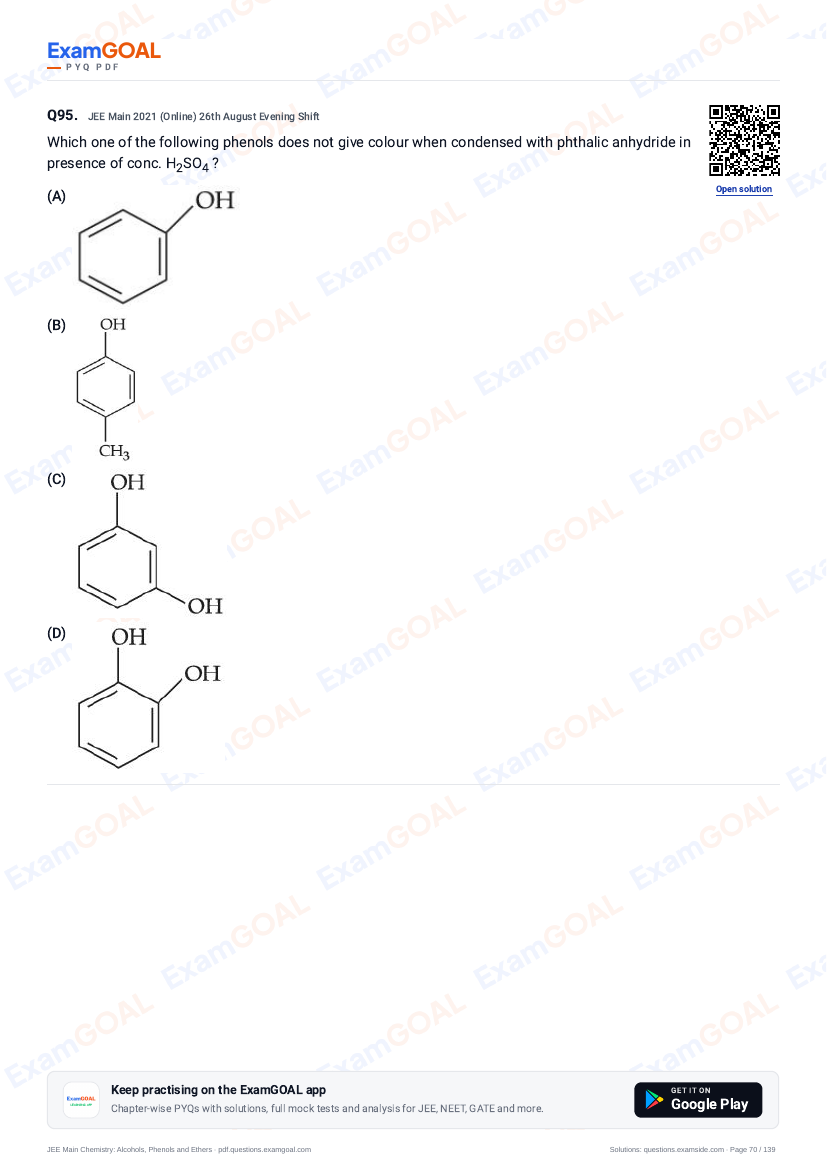 ExamGOAL
PYQ PDF
Q95. JEE Main 2021 (Online) 26th August Evening Shift
Which one of the following phenols does not give colour when condensed with phthalic anhydride in
presence of conc. H₂SO₄ ?
Open solution
(A)
OH
(B)
OH
CH₃
(C)
OH
OH
(D)
OH
OH
Keep practising on the ExamGOAL app
Chapter-wise PYQs with solutions, full mock tests and analysis for JEE, NEET, GATE and more.
ExamGOAL
GET IT ON
Google Play
JEE Main Chemistry: Alcohols, Phenols and Ethers · pdf.questions.examgoal.com
Solutions: questions.examside.com · Page 70 / 139